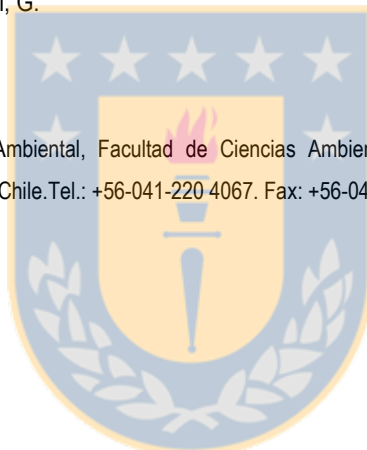 l, G.
Ambiental, Facultad de Ciencias Ambien
Chile.Tel.: +56-041-220 4067. Fax: +56-04